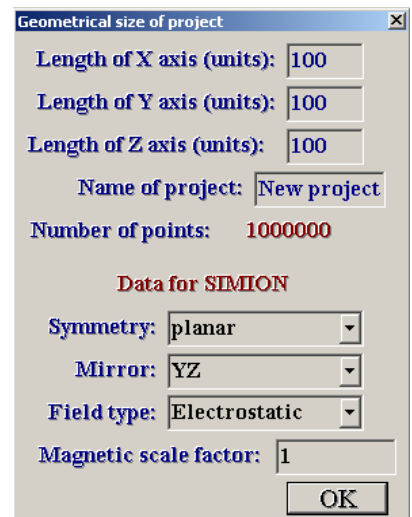 Geometrical size of project
Length of X axis (units): 100
Length of Y axis (units): 100
Length of Z axis (units): 100
Name of project: New project
Number of points: 1000000
Data for SIMION
Symmetry: planar
Mirror: YZ
Field type: Electrostatic
Magnetic scale factor: 1
OK